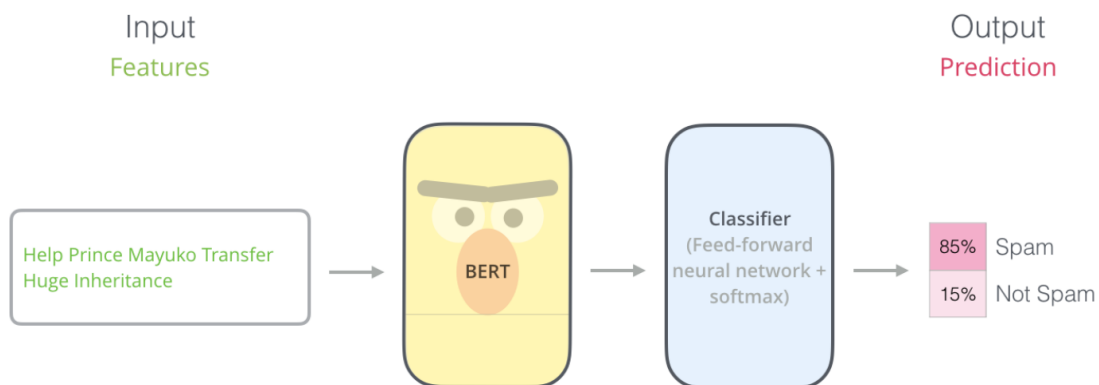 Input
Features
Output
Prediction
Help Prince Mayuko Transfer
Huge Inheritance
BERT
Classifier
(Feed-forward
neural network +
softmax)
85% Spam
15% Not Spam